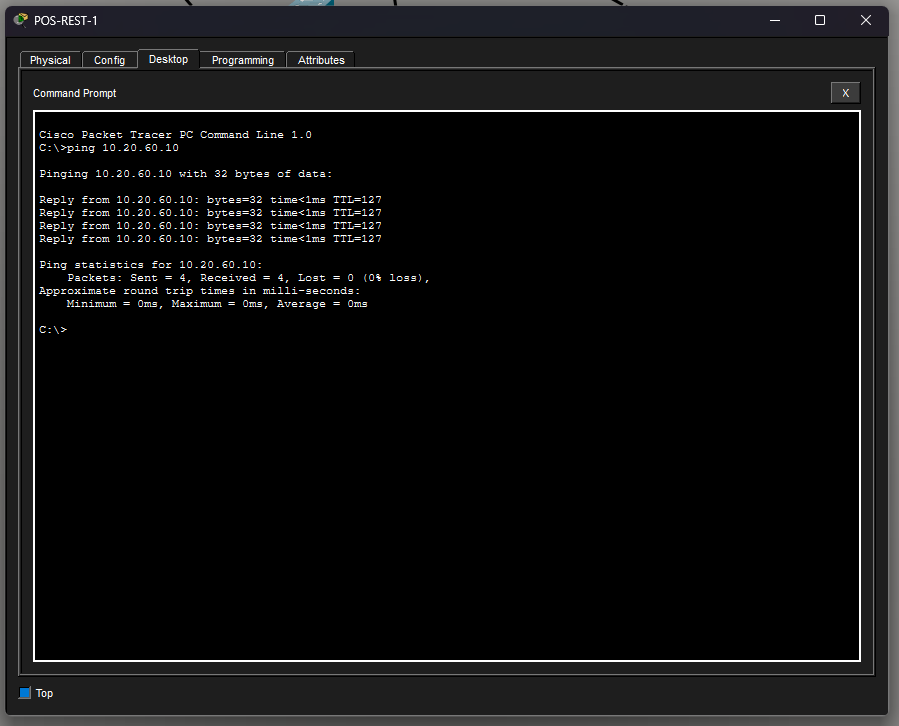 POS-REST-1
Physical Config Desktop Programming Attributes
Command Prompt
X
Cisco Packet Tracer PC Command Line 1.0
C:\>ping 10.20.60.10
Pinging 10.20.60.10 with 32 bytes of data:
Reply from 10.20.60.10: bytes=32 time<1ms TTL=127
Reply from 10.20.60.10: bytes=32 time<1ms TTL=127
Reply from 10.20.60.10: bytes=32 time<1ms TTL=127
Reply from 10.20.60.10: bytes=32 time<1ms TTL=127
Ping statistics for 10.20.60.10:
Packets: Sent = 4, Received = 4, Lost = 0 (0% loss),
Approximate round trip times in milli-seconds:
Minimum = 0ms, Maximum = 0ms, Average = 0ms
C:\>
Top